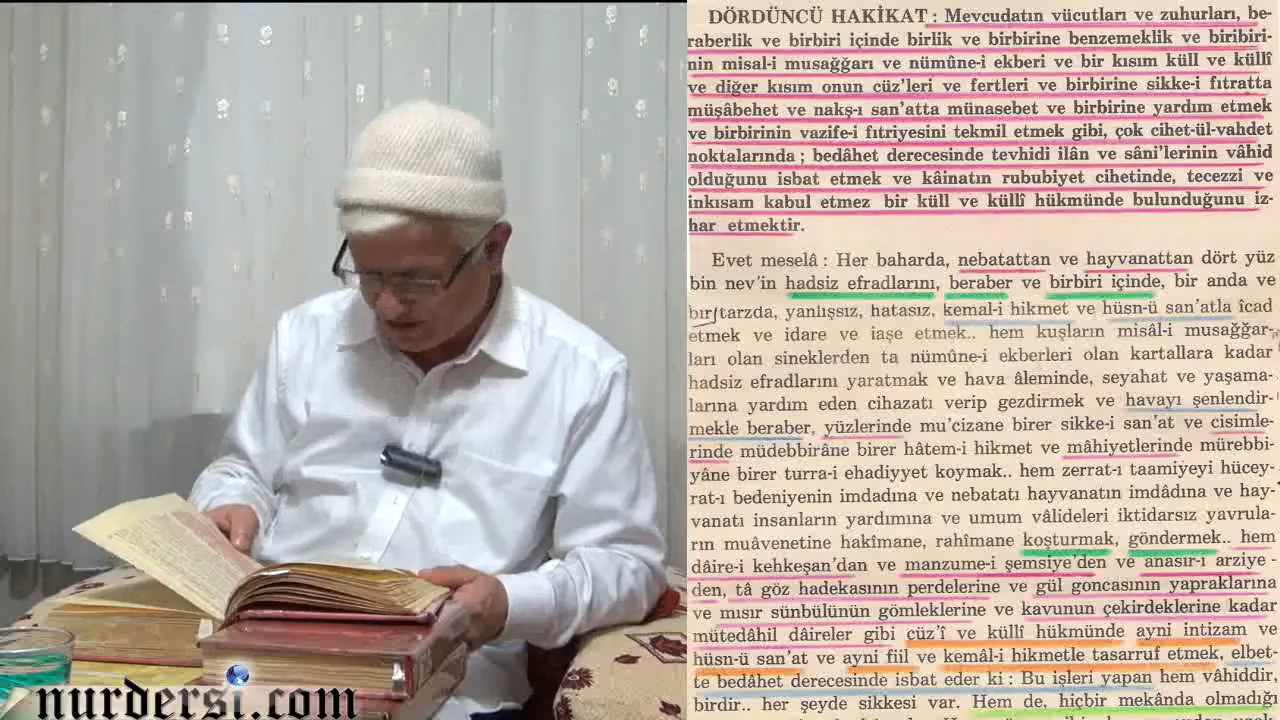 DÖRDÜNCÜ HAKİKAT : Mevcudatın vücutları ve zuhurları, be-
raberlik ve birbiri içinde birlik ve birbirine benzemeklik ve biribiri-
nin misal-i musağğarı ve nümûne-i ekberi ve bir kısım küll ve küllî
ve diğer kısım onun cüz'leri ve fertleri ve birbirine sikke-i fıtratta
müşâbehet ve nakş-ı san'atta münasebet ve birbirine yardım etmek
ve birbirinin vazife-i fıtriyesini tekmil etmek gibi, çok cihet-ül-vahdet
noktalarında ; bedâhet derecesinde tevhidi ilân ve sâni'lerinin vâhid
olduğunu isbat etmek ve kâinatın rububiyet cihetinde, tecezzi ve
inkısam kabul etmez bir küll ve küllî hükmünde bulunduğunu iz-
har etmektir.
Evet meselâ : Her baharda, nebatattan ve hayvanattan dört yüz
bin nev'in hadsiz efradlarını, beraber ve birbiri içinde, bir anda ve
bir tarzda, yanlışsız, hatasız, kemal-i hikmet ve hüsn-ü san'atla îcad
etmek ve idare ve iaşe etmek.. hem kuşların misâl-i musağğar-
ları olan sineklerden ta nümûne-i ekberleri olan kartallara kadar
hadsiz efradlarını yaratmak ve hava âleminde, seyahat ve yaşama-
larına yardım eden cihazatı verip gezdirmek ve havayı şenlendir-
mekle beraber, yüzlerinde mu'cizane birer sikke-i san'at ve cisimle-
rinde müdebbirâne birer hâtem-i hikmet ve mâhiyetlerinde mürebbi-
yâne birer turra-i ehadiyyet koymak.. hem zerrat-ı taamiyeyi hücey-
rat-ı bedeniyenin imdadına ve nebatatı hayvanatın imdâdına ve hay-
vanatı insanların yardımına ve umum vâlideleri iktidarsız yavrula-
rın muâvenetine hakîmane, rahîmane koşturmak, göndermek.. hem
dâire-i kehkeşan'dan ve manzume-i şemsiye'den ve anasır-ı arziye-
den, tâ göz hadekasının perdelerine ve gül goncasının yapraklarına
ve mısır sünbülünün gömleklerine ve kavunun çekirdeklerine kadar
mütedâhil dâireler gibi cüz'î ve küllî hükmünde ayni intizam ve
hüsn-ü san'at ve ayni fiil ve kemâl-i hikmetle tasarruf etmek, elbet-
te bedâhet derecesinde isbat eder ki : Bu işleri yapan hem vâhiddir,
birdir.. her şeyde sikkesi var. Hem de, hiçbir mekânda olmadığı
nurdersi.com